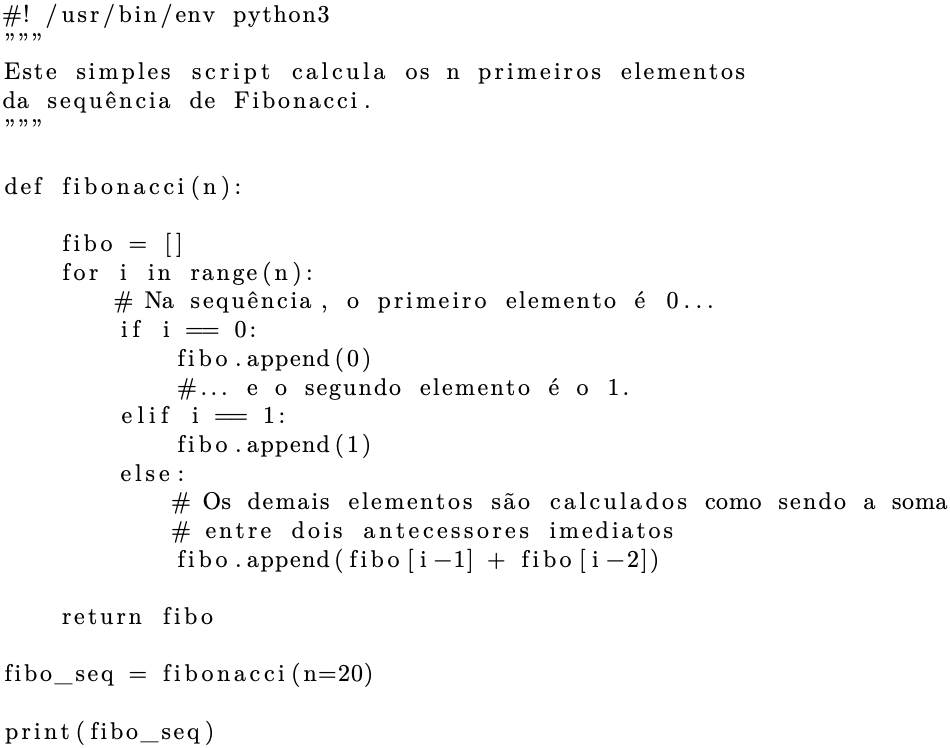 #! /usr/bin/env python3
"""
Este simples script calcula os n primeiros elementos
da sequência de Fibonacci.
"""
def fibonacci(n):
    fibo = []
    for i in range(n):
        # Na sequência, o primeiro elemento é 0...
        if i == 0:
            fibo.append(0)
            #... e o segundo elemento é o 1.
        elif i == 1:
            fibo.append(1)
        else:
            # Os demais elementos são calculados como sendo a soma
            # entre dois antecessores imediatos
            fibo.append(fibo[i-1] + fibo[i-2])
    return fibo
fibo_seq = fibonacci(n=20)
print(fibo_seq)